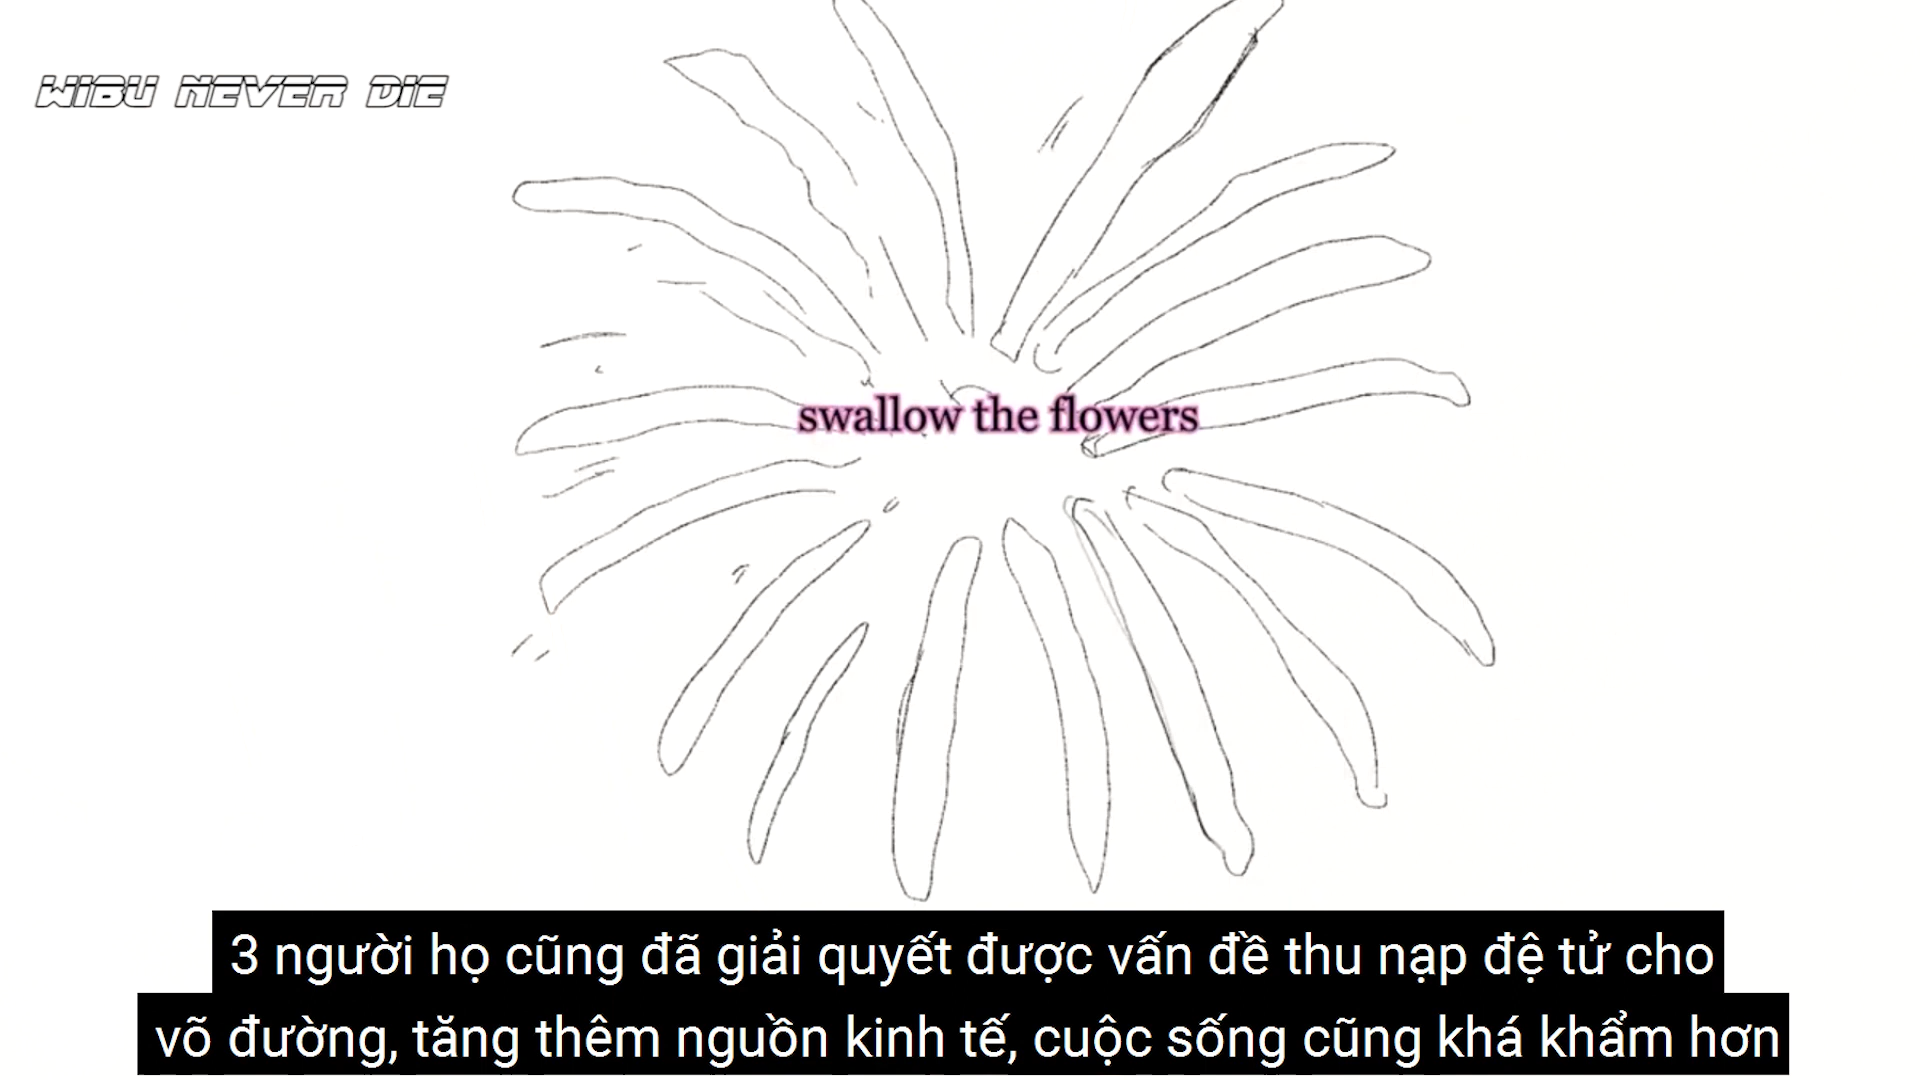 WIBU NEVER DIE
swallow the flowers
3 người họ cũng đã giải quyết được vấn đề thu nạp đệ tử cho
võ đường, tăng thêm nguồn kinh tế, cuộc sống cũng khá khẩm hơn